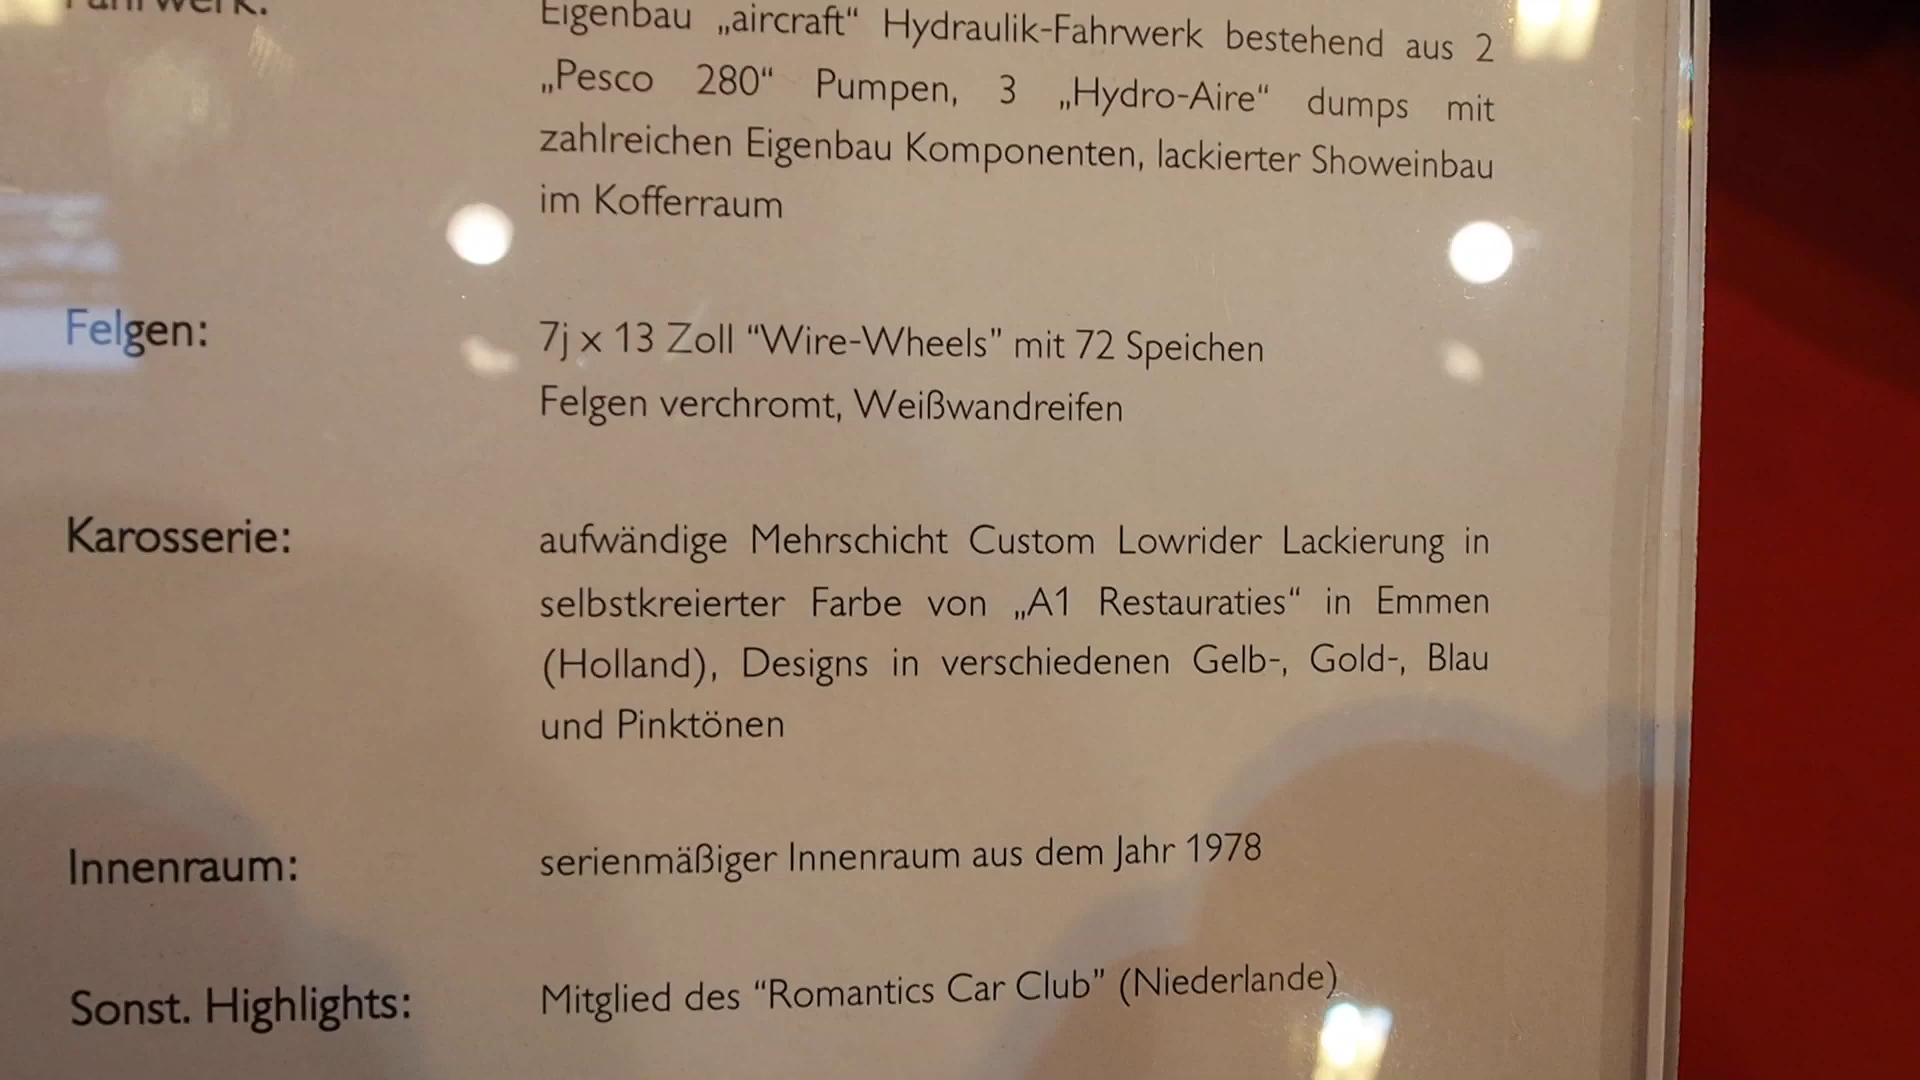 Fahrwerk: Eigenbau „aircraft“ Hydraulik-Fahrwerk bestehend aus 2
„Pesco 280“ Pumpen, 3 „Hydro-Aire“ dumps mit
zahlreichen Eigenbau Komponenten, lackierter Showeinbau
im Kofferraum
Felgen: 7j x 13 Zoll “Wire-Wheels” mit 72 Speichen
Felgen verchromt, Weißwandreifen
Karosserie: aufwändige Mehrschicht Custom Lowrider Lackierung in
selbstkreierter Farbe von „A1 Restauraties“ in Emmen
(Holland), Designs in verschiedenen Gelb-, Gold-, Blau
und Pinktönen
Innenraum: serienmäßiger Innenraum aus dem Jahr 1978
Sonst. Highlights: Mitglied des “Romantics Car Club” (Niederlande)